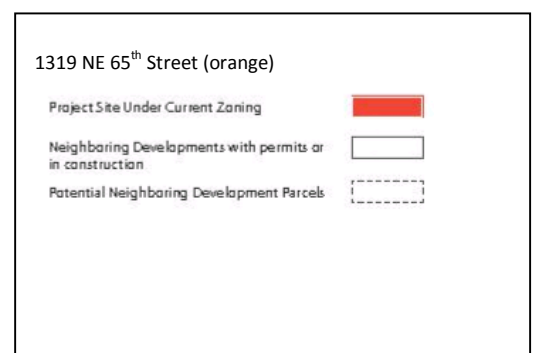 1319 NE 65th Street (orange)
Project Site Under Current Zoning
Neighboring Developments with permits or
in construction
Potential Neighboring Development Parcels